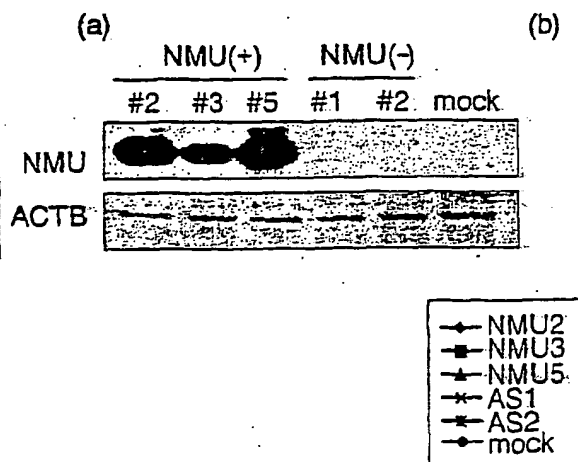 (a) (b)
NMU(+) NMU(-)
#2 #3 #5 #1 #2 mock
NMU
ACTB
NMU2
NMU3
NMU5
AS1
AS2
mock